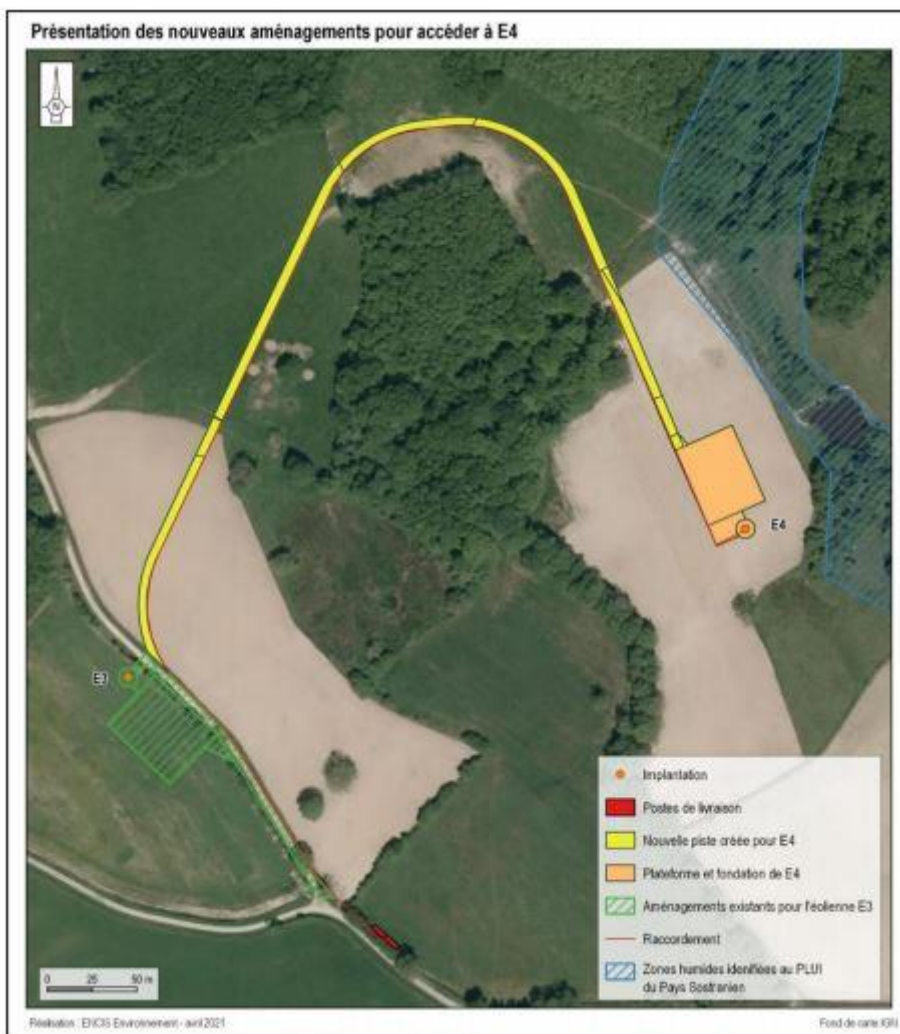 Présentation des nouveaux aménagements pour accéder à E4
N
E4
E3
Implantation
Postes de livraison
Nouvelle piste créée pour E4
Plateforme et fondation de E4
Aménagements existants pour l'éolienne E3
Raccordement
Zones humides idenifiées au PLUI
du Pays Sostranien
0 25 50 m
Réalisation : ENCIS Environnement - avril 2021
Fond de carte IGN